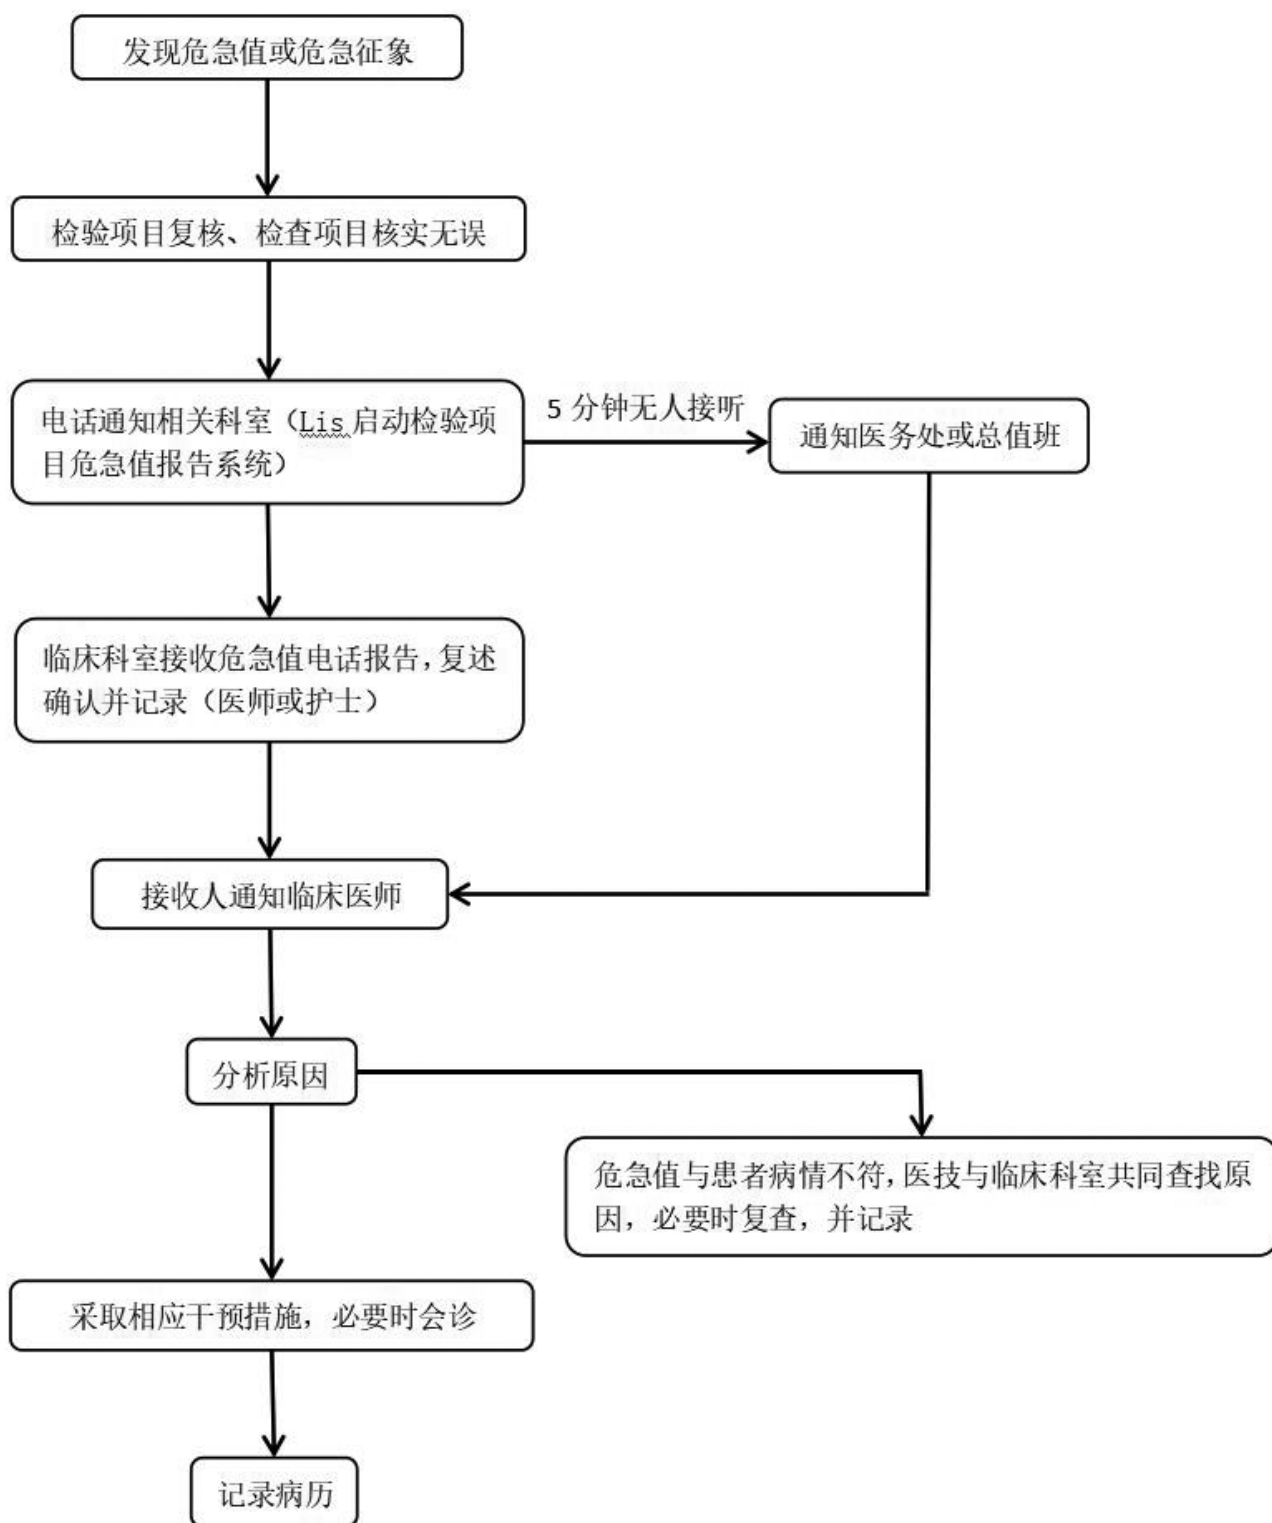 发现危急值或危急征象
检验项目复核、检查项目核实无误
电话通知相关科室（Lis 启动检验项
目危急值报告系统）
5 分钟无人接听
通知医务处或总值班
临床科室接收危急值电话报告，复述
确认并记录（医师或护士）
接收人通知临床医师
分析原因
危急值与患者病情不符，医技与临床科室共同查找原
因，必要时复查，并记录
采取相应干预措施，必要时会诊
记录病历